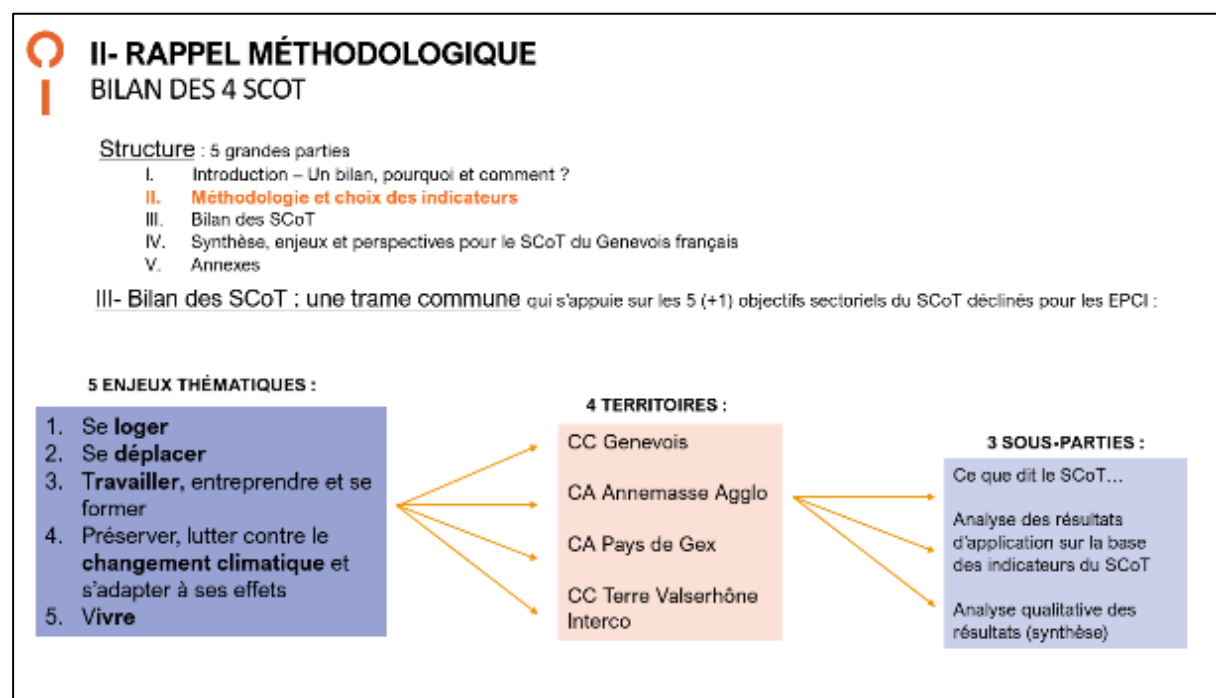 II- RAPPEL MÉTHODOLOGIQUE
BILAN DES 4 SCOT
Structure : 5 grandes parties
I. Introduction – Un bilan, pourquoi et comment ?
II. Méthodologie et choix des indicateurs
III. Bilan des SCoT
IV. Synthèse, enjeux et perspectives pour le SCoT du Genevois français
V. Annexes
III- Bilan des SCoT : une trame commune qui s'appuie sur les 5 (+1) objectifs sectoriels du SCoT déclinés pour les EPCI :
5 ENJEUX THÉMATIQUES :
1. Se loger
2. Se déplacer
3. Travailler, entreprendre et se
former
4. Préserver, lutter contre le
changement climatique et
s'adapter à ses effets
5. Vivre
4 TERRITOIRES :
CC Genevois
CA Annemasse Agglo
CA Pays de Gex
CC Terre Valserhône
Interco
3 SOUS-PARTIES :
Ce que dit le SCoT…
Analyse des résultats
d'application sur la base
des indicateurs du SCoT
Analyse qualitative des
résultats (synthèse)